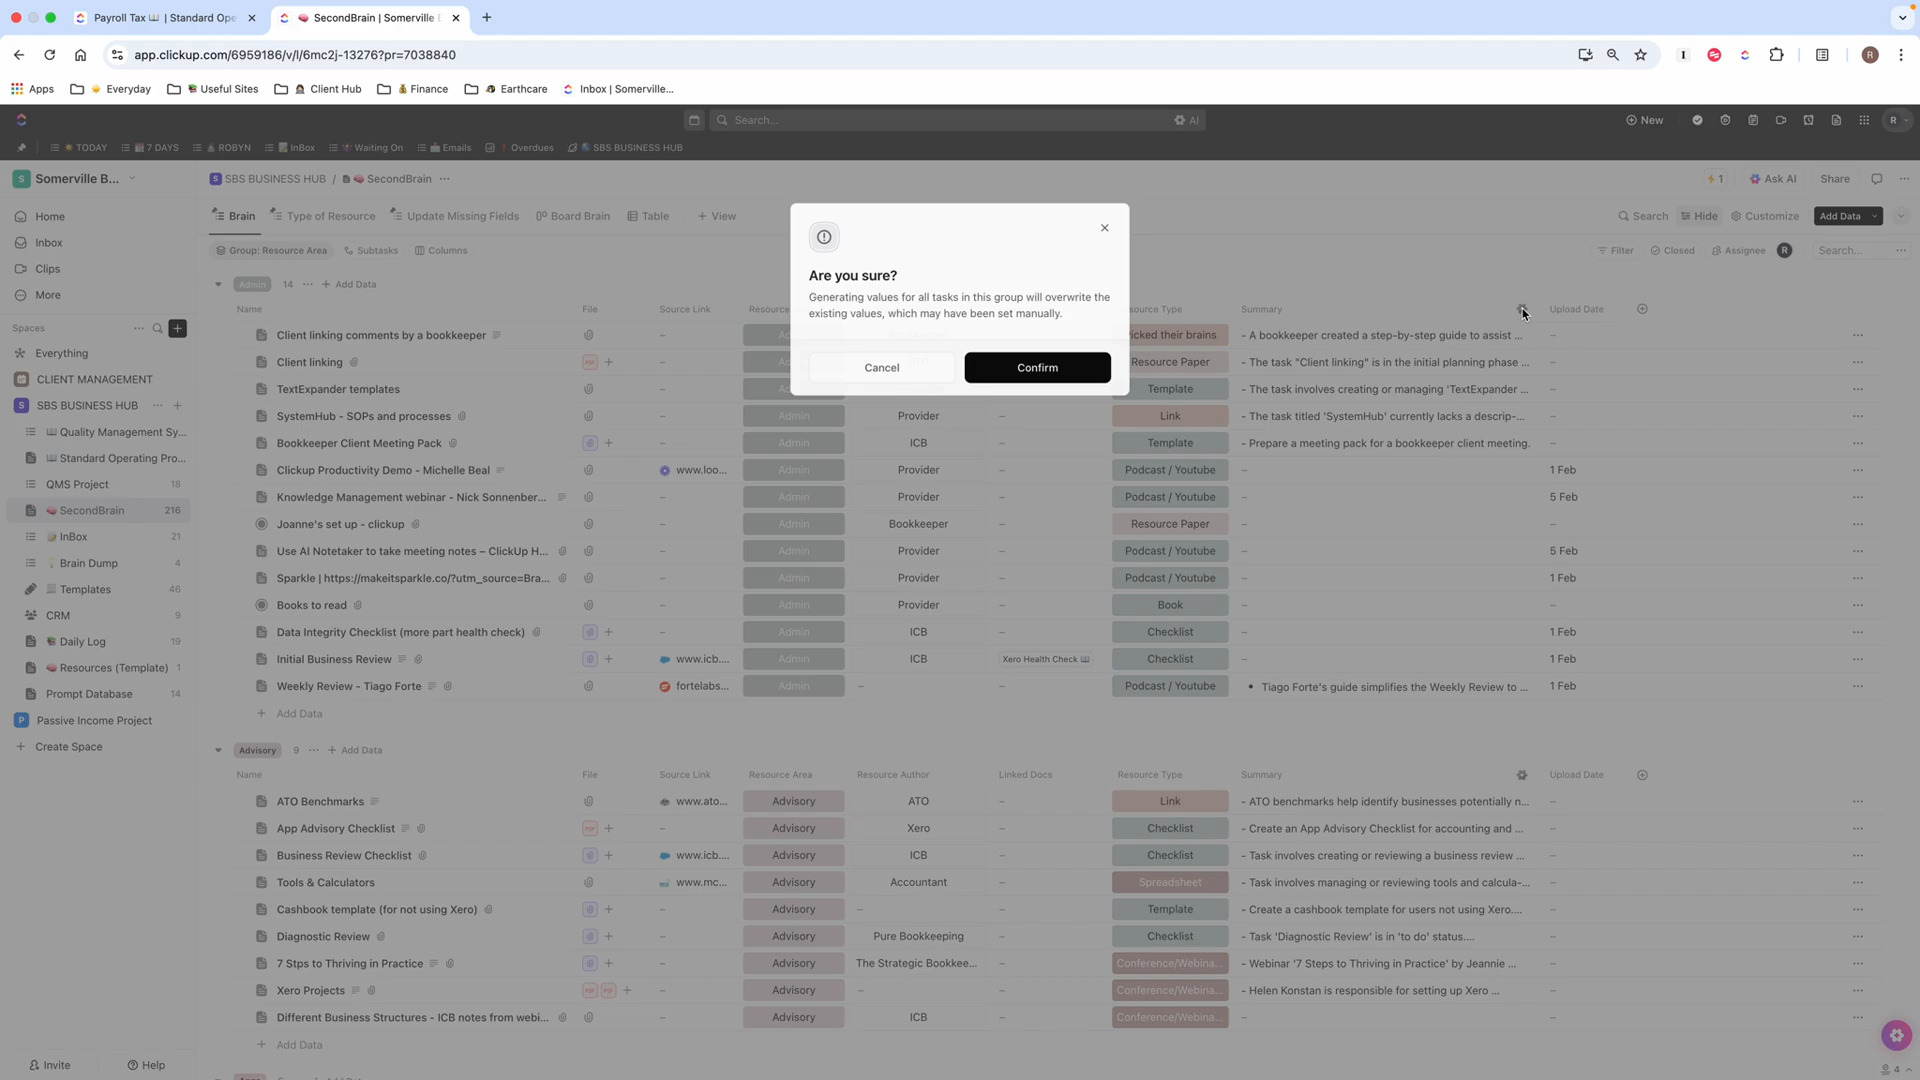 Payroll Tax 📖 | Standard Ope
🧠 SecondBrain | Somerville B
app.clickup.com/6959186/v/l/6mc2j-13276?pr=7038840
R
Apps
Everyday
Useful Sites
Client Hub
Finance
Earthcare
Inbox | Somerville...
Search...
AI
New
R
TODAY
7 DAYS
ROBYN
InBox
Waiting On
Emails
Overdues
SBS BUSINESS HUB
S Somerville B...
SBS BUSINESS HUB / SecondBrain ...
1
Ask AI
Share
Home
Inbox
Clips
More
Spaces
Everything
CLIENT MANAGEMENT
SBS BUSINESS HUB
Quality Management Sy...
Standard Operating Pro...
QMS Project 18
SecondBrain 216
InBox 21
Brain Dump 4
Templates 46
CRM 9
Daily Log 19
Resources (Template) 1
Prompt Database 14
P Passive Income Project
Create Space
Invite
Help
Brain
Type of Resource
Update Missing Fields
Board Brain
Table
+ View
Search
Hide
Customize
Add Data
Group: Resource Area
Subtasks
Columns
Filter
Closed
Assignee
R
Search...
Are you sure?
Generating values for all tasks in this group will overwrite the
existing values, which may have been set manually.
Cancel
Confirm
Admin 14 ... + Add Data
Name File Source Link Resource source Type Summary Upload Date
Client linking comments by a bookkeeper icked their brains - A bookkeeper created a step-by-step guide to assist ... –
Client linking PDF – Resource Paper - The task "Client linking" is in the initial planning phase ... –
TextExpander templates – Template - The task involves creating or managing 'TextExpander ... –
SystemHub - SOPs and processes – Admin Provider – Link - The task titled 'SystemHub' currently lacks a descrip-... –
Bookkeeper Client Meeting Pack + – Admin ICB – Template - Prepare a meeting pack for a bookkeeper client meeting. –
Clickup Productivity Demo - Michelle Beal www.loo... Admin Provider – Podcast / Youtube – 1 Feb
Knowledge Management webinar - Nick Sonnenber... – Admin Provider – Podcast / Youtube – 5 Feb
Joanne's set up - clickup – Admin Bookkeeper – Resource Paper – –
Use AI Notetaker to take meeting notes – ClickUp H... – Admin Provider – Podcast / Youtube – 5 Feb
Sparkle | https://makeitsparkle.co/?utm_source=Bra... – Admin Provider – Podcast / Youtube – 1 Feb
Books to read – Admin Provider – Book – –
Data Integrity Checklist (more part health check) + – Admin ICB – Checklist – 1 Feb
Initial Business Review + www.icb.... Admin ICB Xero Health Check 📖 Checklist – 1 Feb
Weekly Review - Tiago Forte fortelabs... Admin – – Podcast / Youtube • Tiago Forte's guide simplifies the Weekly Review to ... 1 Feb
+ Add Data
Advisory 9 ... + Add Data
Name File Source Link Resource Area Resource Author Linked Docs Resource Type Summary Upload Date
ATO Benchmarks www.ato... Advisory ATO – Link - ATO benchmarks help identify businesses potentially n... –
App Advisory Checklist PDF + – Advisory Xero – Checklist - Create an App Advisory Checklist for accounting and ... –
Business Review Checklist + www.icb.... Advisory ICB – Checklist - Task involves creating or reviewing a business review ... –
Tools & Calculators www.mc... Advisory Accountant – Spreadsheet - Task involves managing or reviewing tools and calcula-... –
Cashbook template (for not using Xero) + – Advisory – – Template - Create a cashbook template for users not using Xero.... –
Diagnostic Review + – Advisory Pure Bookkeeping – Checklist - Task 'Diagnostic Review' is in 'to do' status.... –
7 Stps to Thriving in Practice + – Advisory The Strategic Bookkee... – Conference/Webina... - Webinar '7 Steps to Thriving in Practice' by Jeannie ... –
Xero Projects PDF PDF + – Advisory – – Conference/Webina... - Helen Konstan is responsible for setting up Xero ... –
Different Business Structures - ICB notes from webi... – Advisory ICB – Conference/Webina... – –
+ Add Data
4